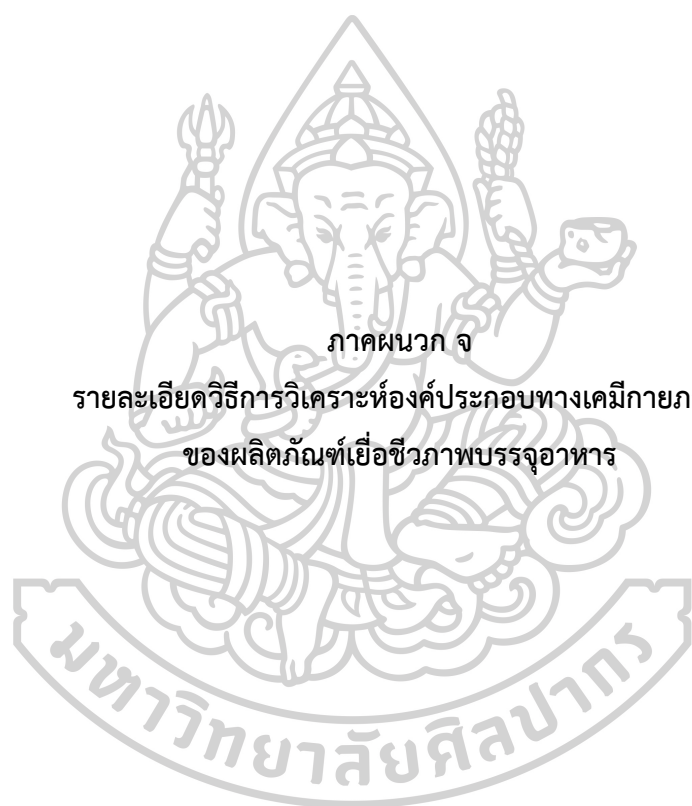 ภาคผนวก จ
รายละเอียดวิธีการวิเคราะห์องค์ประกอบทางเคมีกายภ
ของผลิตภัณฑ์เยื่อชีวภาพบรรจุอาหาร
มหาวิทยาลัยศิลปากร